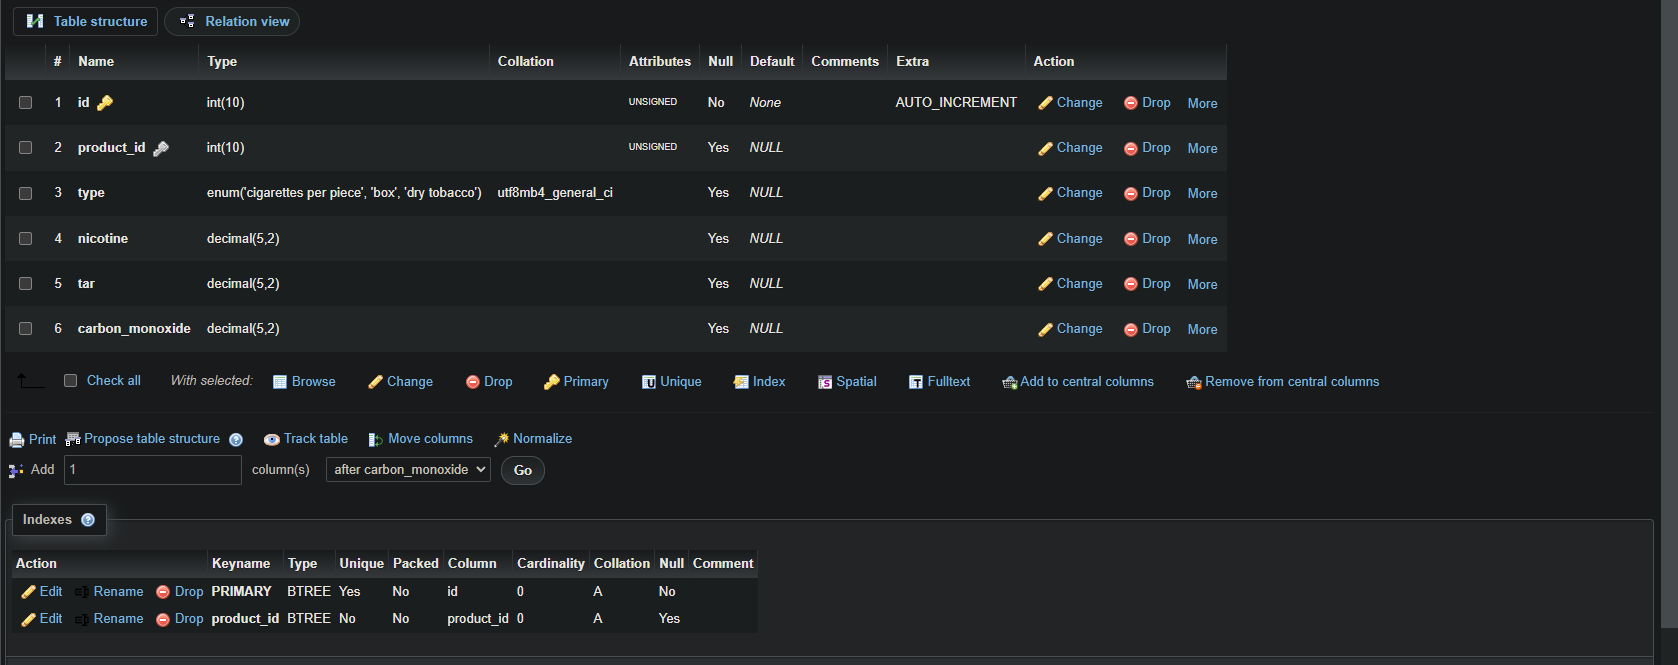 Table structure Relation view
# Name Type Collation Attributes Null Default Comments Extra Action
1 id int(10) UNSIGNED No None AUTO_INCREMENT Change Drop More
2 product_id int(10) UNSIGNED Yes NULL Change Drop More
3 type enum('cigarettes per piece', 'box', 'dry tobacco') utf8mb4_general_ci Yes NULL Change Drop More
4 nicotine decimal(5,2) Yes NULL Change Drop More
5 tar decimal(5,2) Yes NULL Change Drop More
6 carbon_monoxide decimal(5,2) Yes NULL Change Drop More
Check all With selected: Browse Change Drop Primary Unique Index Spatial Fulltext Add to central columns Remove from central columns
Print Propose table structure Track table Move columns Normalize
Add 1 column(s) after carbon_monoxide Go
Indexes
Action Keyname Type Unique Packed Column Cardinality Collation Null Comment
Edit Rename Drop PRIMARY BTREE Yes No id 0 A No
Edit Rename Drop product_id BTREE No No product_id 0 A Yes